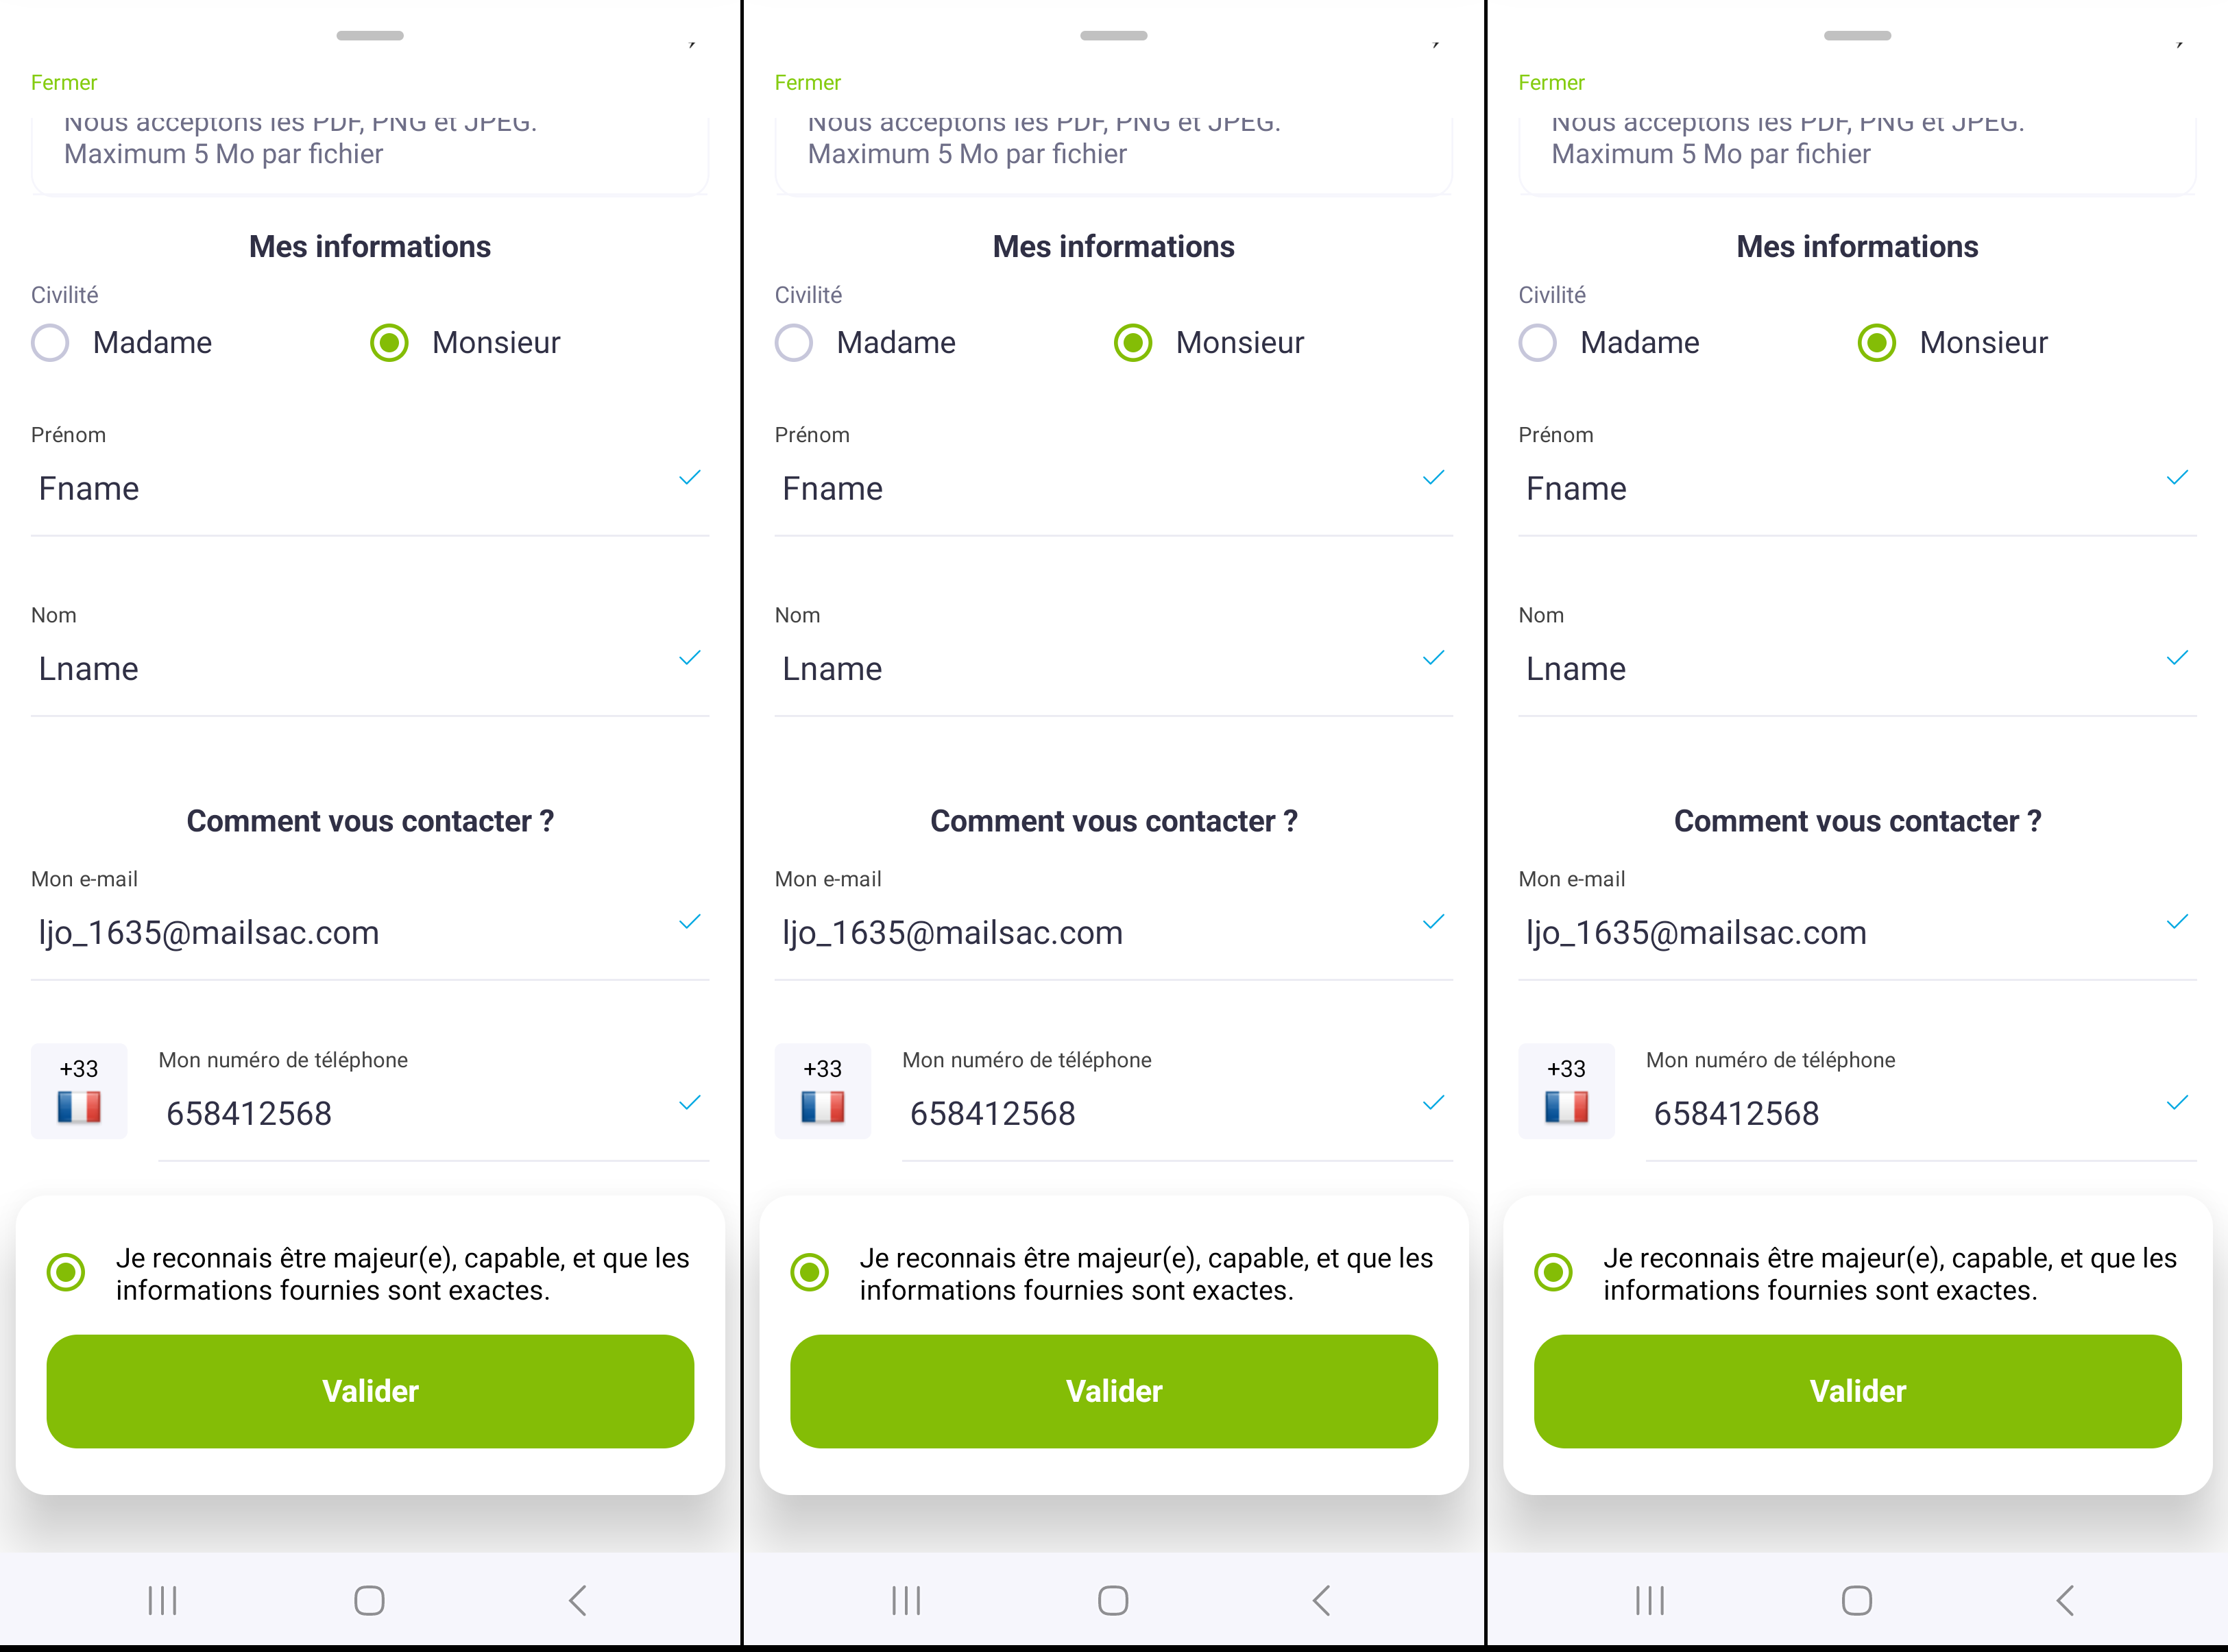 Fermer
Nous acceptons les PDF, PNG et JPEG.
Maximum 5 Mo par fichier
Mes informations
Civilité
Madame
Monsieur
Prénom
Fname
Nom
Lname
Comment vous contacter ?
Mon e-mail
ljo_1635@mailsac.com
+33
Mon numéro de téléphone
658412568
Je reconnais être majeur(e), capable, et que les
informations fournies sont exactes.
Valider
Fermer
Nous acceptons les PDF, PNG et JPEG.
Maximum 5 Mo par fichier
Mes informations
Civilité
Madame
Monsieur
Prénom
Fname
Nom
Lname
Comment vous contacter ?
Mon e-mail
ljo_1635@mailsac.com
+33
Mon numéro de téléphone
658412568
Je reconnais être majeur(e), capable, et que les
informations fournies sont exactes.
Valider
Fermer
Nous acceptons les PDF, PNG et JPEG.
Maximum 5 Mo par fichier
Mes informations
Civilité
Madame
Monsieur
Prénom
Fname
Nom
Lname
Comment vous contacter ?
Mon e-mail
ljo_1635@mailsac.com
+33
Mon numéro de téléphone
658412568
Je reconnais être majeur(e), capable, et que les
informations fournies sont exactes.
Valider